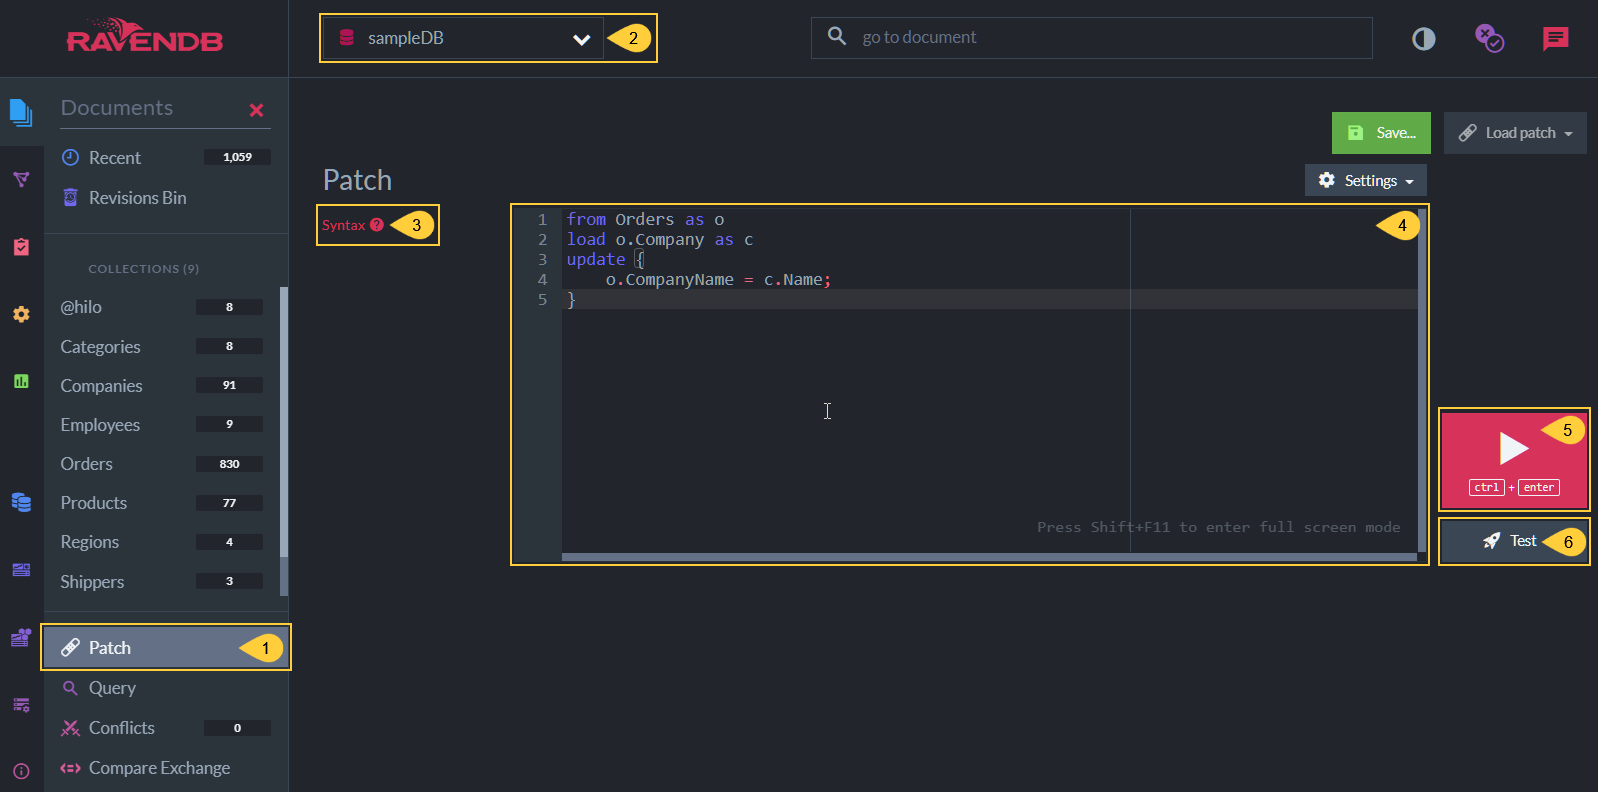 RAVENDB
sampleDB
2
go to document
Documents
Recent 1,059
Revisions Bin
COLLECTIONS (9)
@hilo 8
Categories 8
Companies 91
Employees 9
Orders 830
Products 77
Regions 4
Shippers 3
Patch 1
Query
Conflicts 0
Compare Exchange
Save...
Load patch
Patch
Settings
Syntax ? 3
4
1 from Orders as o
2 load o.Company as c
3 update {
4 o.CompanyName = c.Name;
5 }
Press Shift+F11 to enter full screen mode
5
ctrl + enter
Test 6